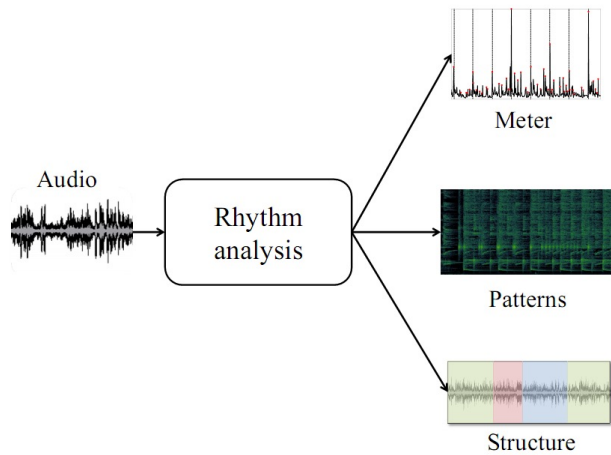 Meter
Audio
Rhythm
analysis
Patterns
Structure